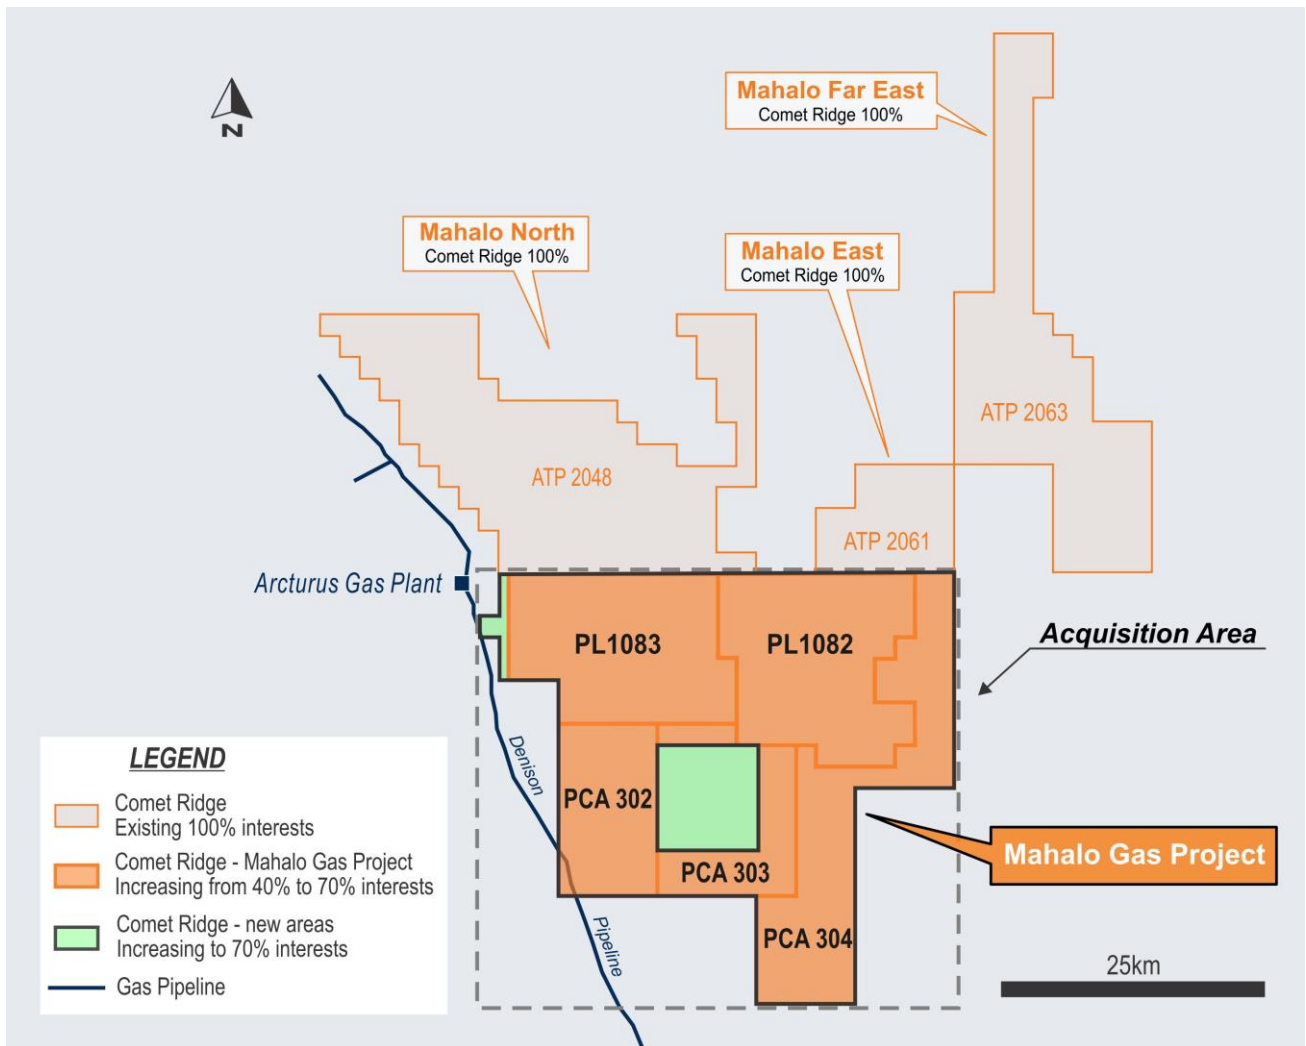 Mahalo Far East
Comet Ridge 100%
N
Mahalo North
Comet Ridge 100%
Mahalo East
Comet Ridge 100%
ATP 2063
ATP 2048
ATP 2061
Arcturus Gas Plant
PL1083
PL1082
Acquisition Area
Denison
Pipeline
PCA 302
PCA 303
PCA 304
Mahalo Gas Project
25km
LEGEND
Comet Ridge
Existing 100% interests
Comet Ridge - Mahalo Gas Project
Increasing from 40% to 70% interests
Comet Ridge - new areas
Increasing to 70% interests
Gas Pipeline